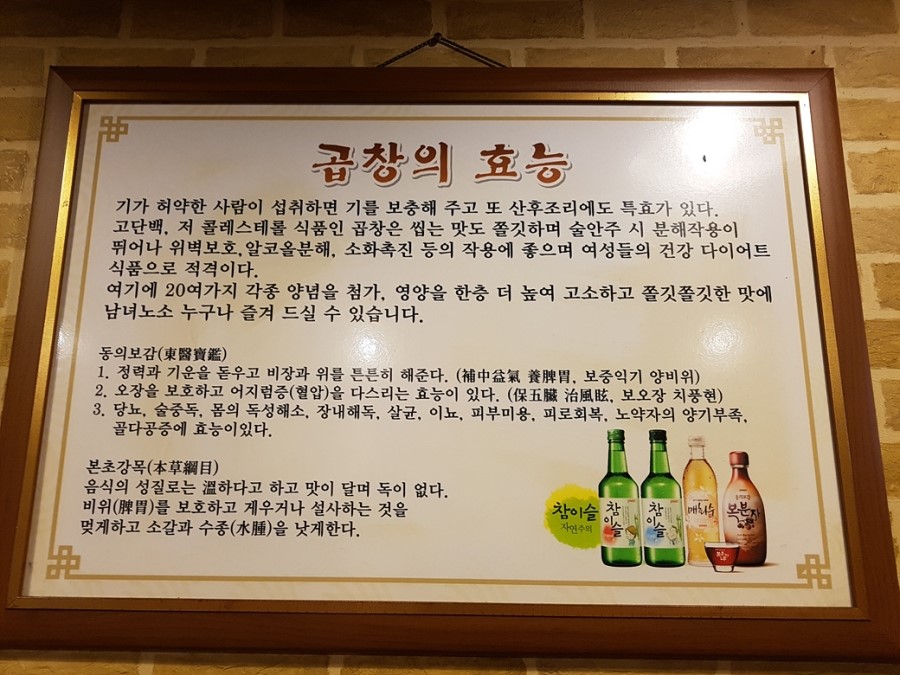 곱창의 효능
기가 허약한 사람이 섭취하면 기를 보충해 주고 또 산후조리에도 특효가 있다.
고단백, 저 콜레스테롤 식품인 곱창은 씹는 맛도 쫄깃하며 술안주 시 분해작용이
뛰어나 위벽보호,알코올분해, 소화촉진 등의 작용에 좋으며 여성들의 건강 다이어트
식품으로 적격이다.
여기에 20여가지 각종 양념을 첨가, 영양을 한층 더 높여 고소하고 쫄깃쫄깃한 맛에
남녀노소 누구나 즐겨 드실 수 있습니다.
동의보감(東醫寶鑑)
1. 정력과 기운을 돋우고 비장과 위를 튼튼히 해준다. (補中益氣 養脾胃, 보중익기 양비위)
2. 오장을 보호하고 어지럼증(혈압)을 다스리는 효능이 있다. (保五臟 治風眩, 보오장 치풍현)
3. 당뇨, 술중독, 몸의 독성해소, 장내해독, 살균, 이뇨, 피부미용, 피로회복, 노약자의 양기부족,
골다공증에 효능이있다.
본초강목(本草綱目)
음식의 성질로는 溫하다고 하고 맛이 달며 독이 없다.
비위(脾胃)를 보호하고 체우거나 설사하는 것을
멎게하고 소갈과 수종(水腫)을 낫게한다.
참이슬
자연주의
참이슬
참이슬
매화수
동의보감
복분자